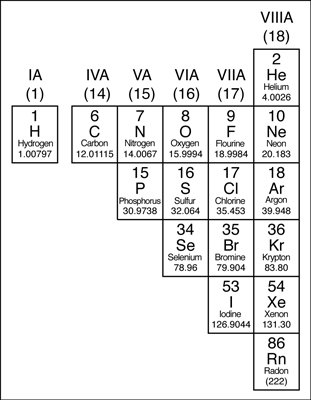 VIIIA
(18)
IA
(1)
IVA
(14)
VA
(15)
VIA
(16)
VIIA
(17)
2
He
Helium
4.0026
1
H
Hydrogen
1.00797
6
C
Carbon
12.01115
7
N
Nitrogen
14.0067
8
O
Oxygen
15.9994
9
F
Flourine
18.9984
10
Ne
Neon
20.183
15
P
Phosphorus
30.9738
16
S
Sulfur
32.064
17
Cl
Chlorine
35.453
18
Ar
Argon
39.948
34
Se
Selenium
78.96
35
Br
Bromine
79.904
36
Kr
Krypton
83.80
53
I
Iodine
126.9044
54
Xe
Xenon
131.30
86
Rn
Radon
(222)